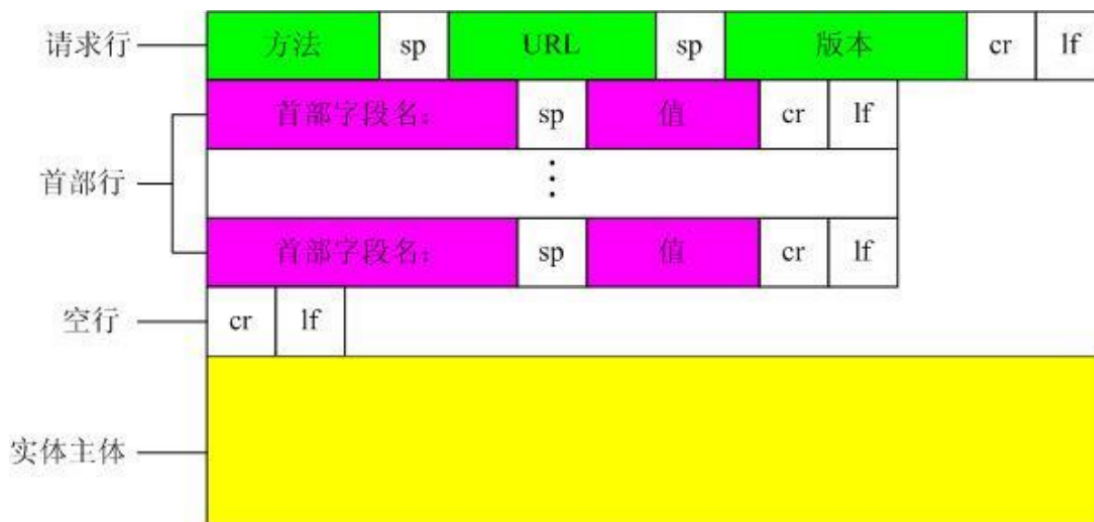 请求行 方法 sp URL sp 版本 cr lf
首部字段名： sp 值 cr lf
首部行 ⋮
首部字段名： sp 值 cr lf
空行 cr lf
实体主体